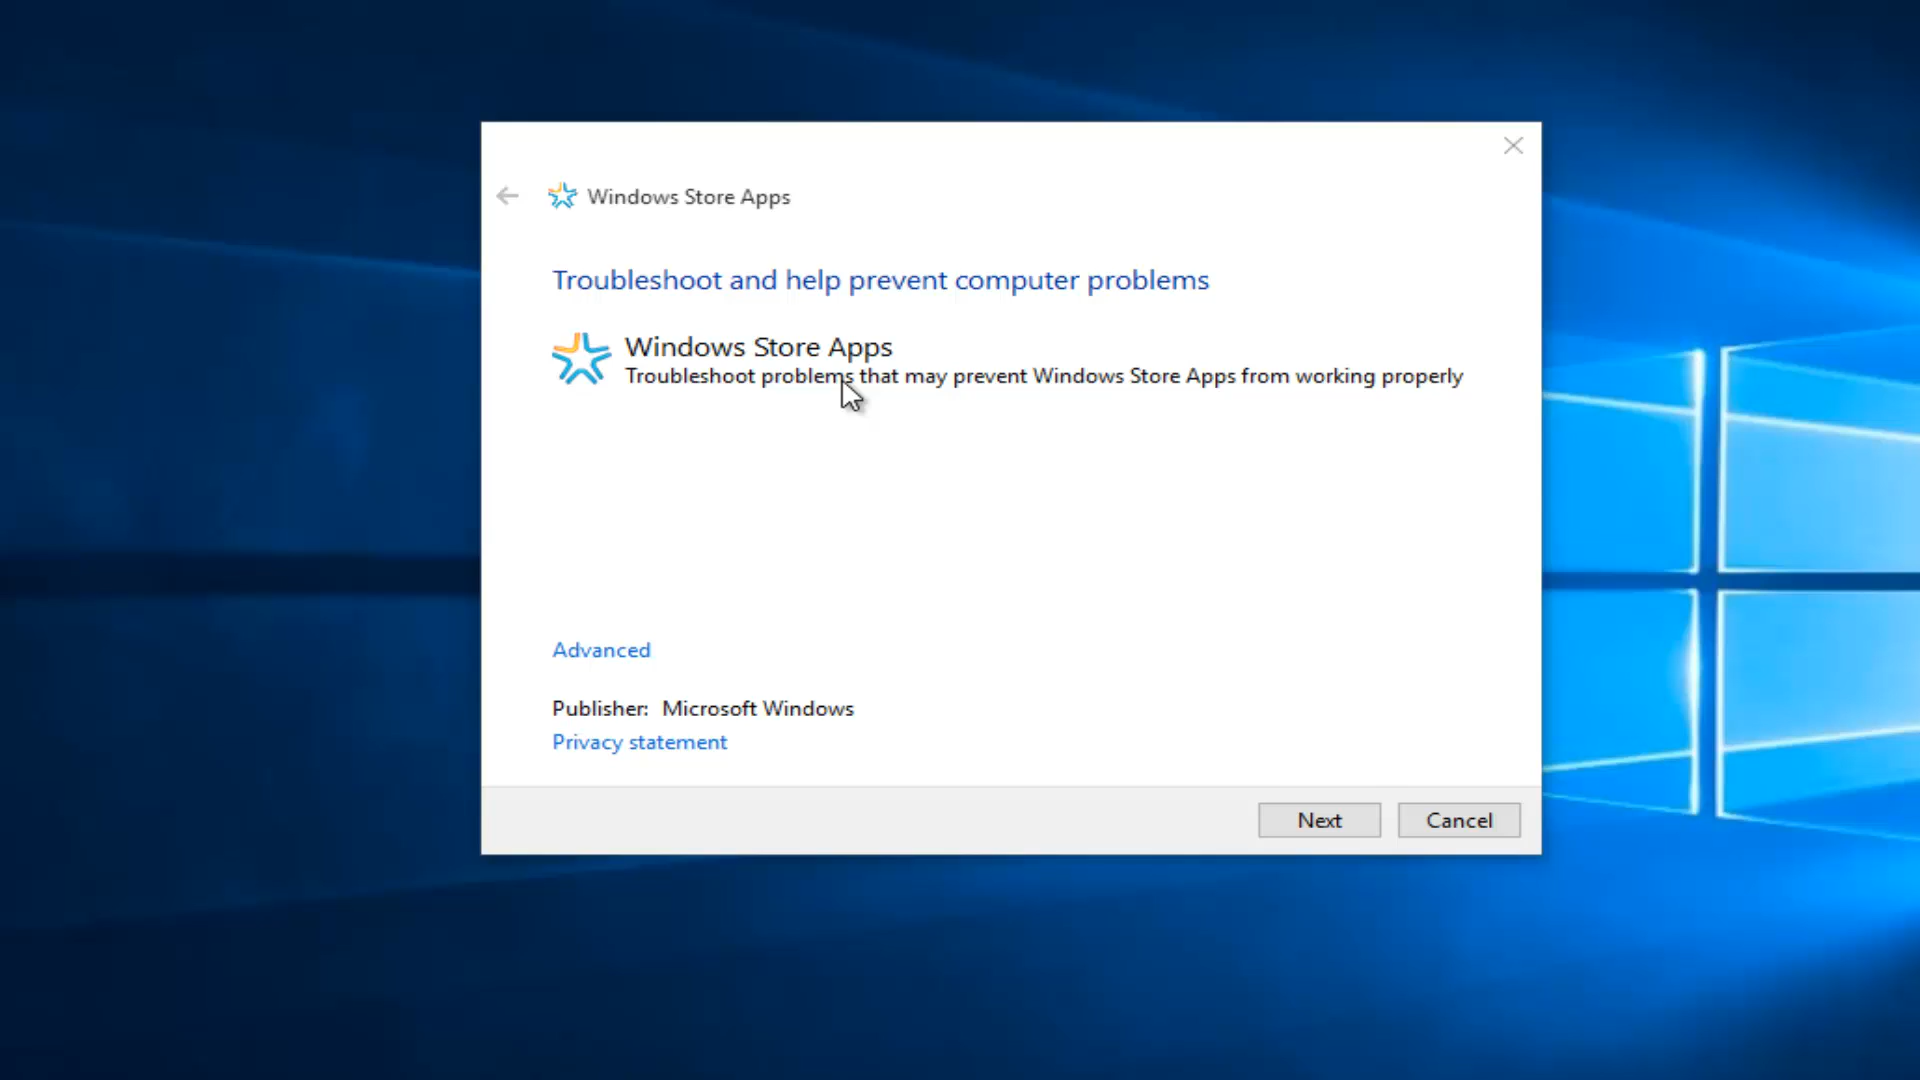 Windows Store Apps
Troubleshoot and help prevent computer problems
Windows Store Apps
Troubleshoot problems that may prevent Windows Store Apps from working properly
Advanced
Publisher: Microsoft Windows
Privacy statement
Next Cancel